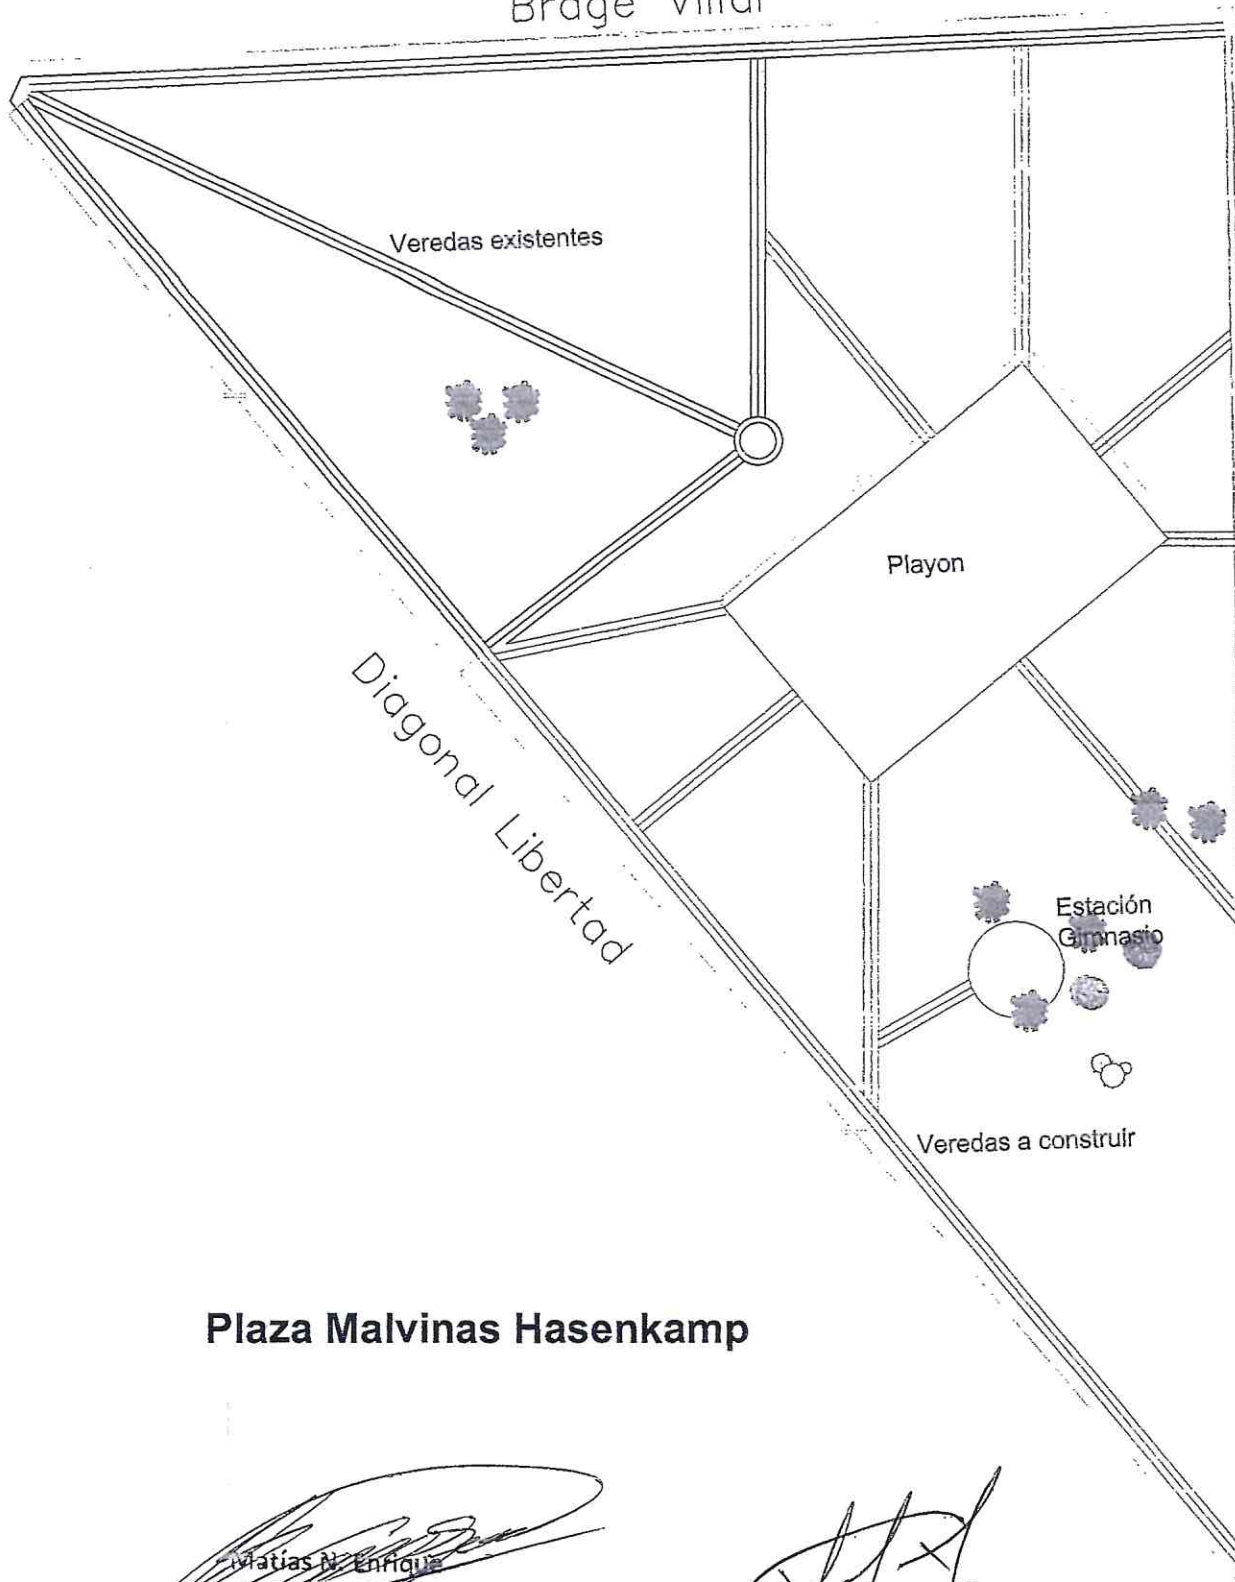 Brage Villar
Veredas existentes
Playon
Diagonal Libertad
Estación
Gimnasio
Veredas a construir
Plaza Malvinas Hasenkamp
Matías N. Enrique